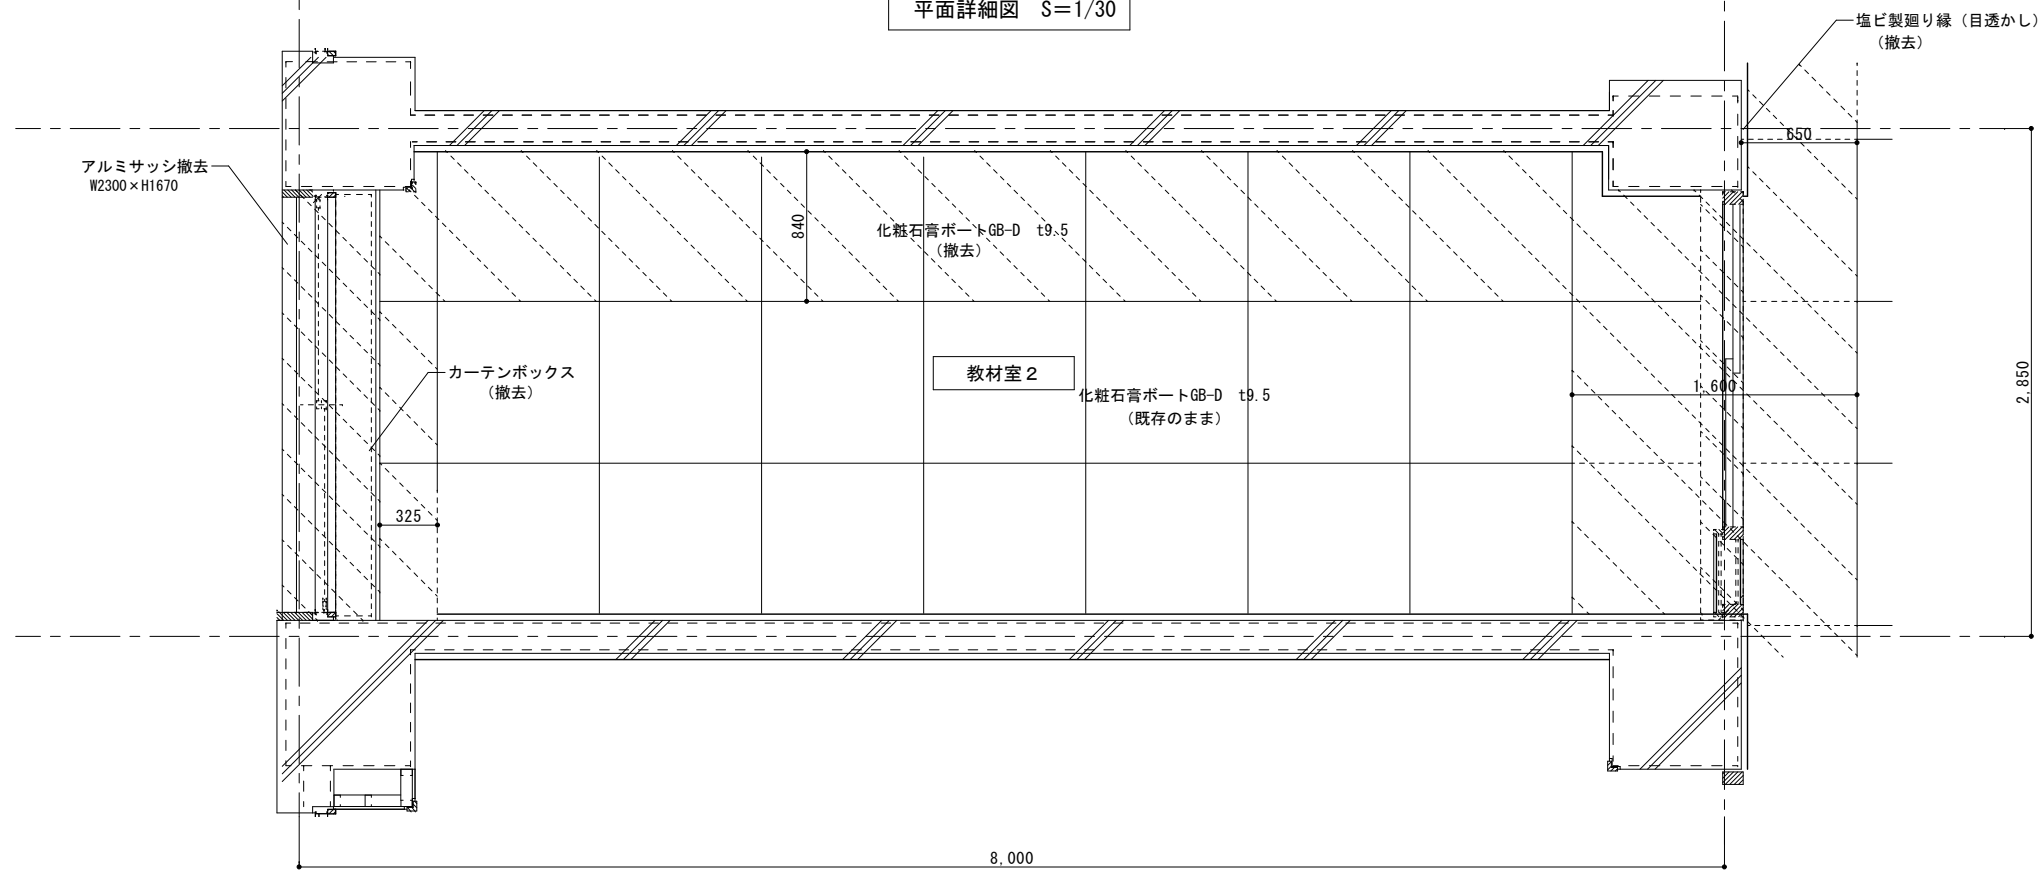 平面詳細図　S＝1/30
塩ビ製廻り縁（目透かし）
（撤去）
650
アルミサッシ撤去
W2300×H1670
840
化粧石膏ボードGB-D　t9.5
（撤去）
カーテンボックス
（撤去）
教材室２
化粧石膏ボードGB-D　t9.5
（既存のまま）
1,600
2,850
325
8,000